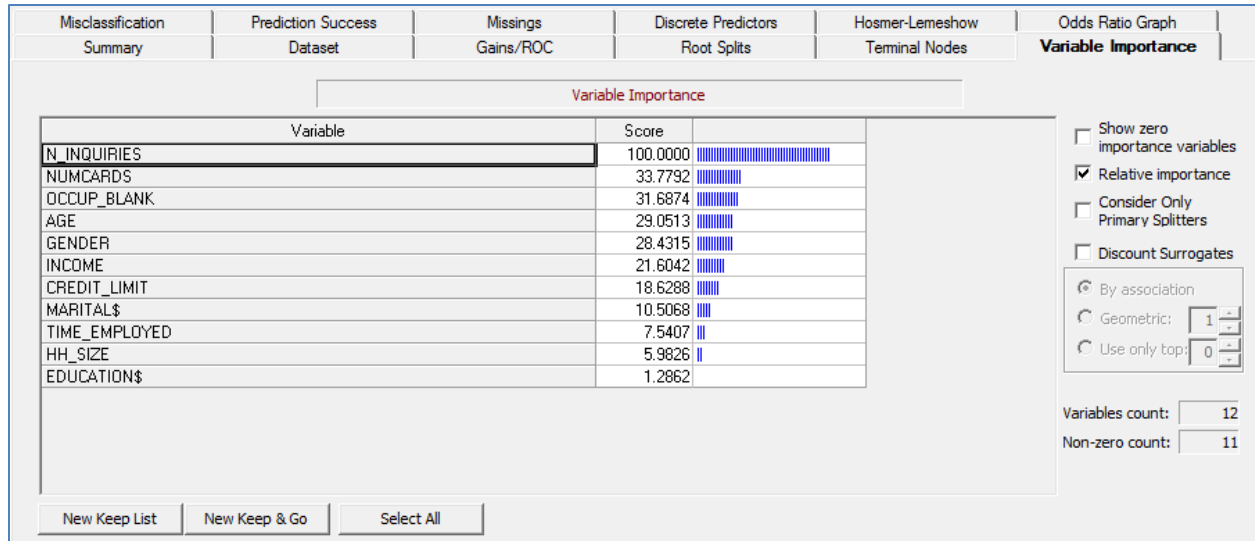 Misclassification Prediction Success Missings Discrete Predictors Hosmer-Lemeshow Odds Ratio Graph
Summary Dataset Gains/ROC Root Splits Terminal Nodes Variable Importance
Variable Importance
Variable Score
N_INQUIRIES 100.0000
NUMCARDS 33.7792
OCCUP_BLANK 31.6874
AGE 29.0513
GENDER 28.4315
INCOME 21.6042
CREDIT_LIMIT 18.6288
MARITAL$ 10.5068
TIME_EMPLOYED 7.5407
HH_SIZE 5.9826
EDUCATION$ 1.2862
Show zero
importance variables
Relative importance
Consider Only
Primary Splitters
Discount Surrogates
By association
Geometric: 1
Use only top: 0
Variables count: 12
Non-zero count: 11
New Keep List New Keep & Go Select All